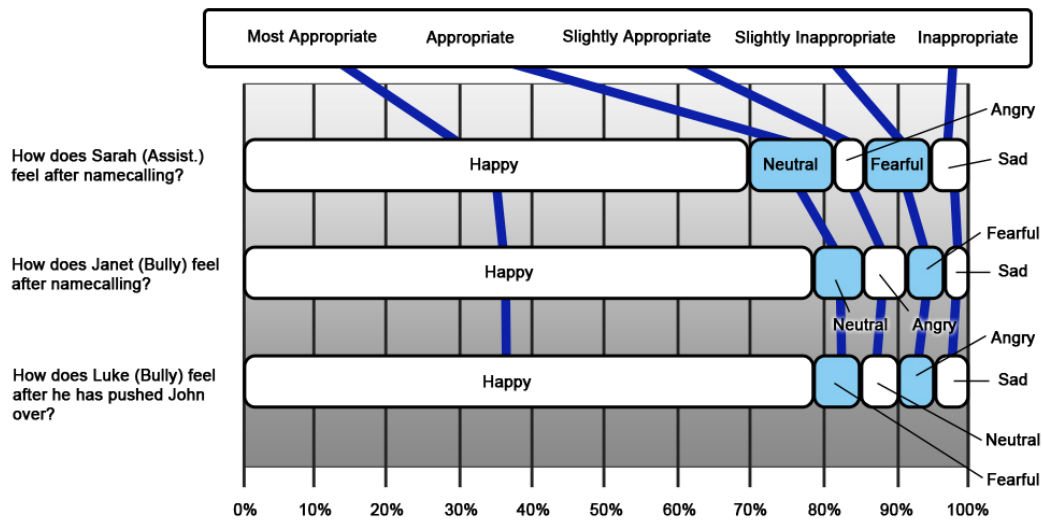 Most Appropriate Appropriate Slightly Appropriate Slightly Inappropriate Inappropriate
Angry
How does Sarah (Assist.)
feel after namecalling?
Happy Neutral Fearful Sad
Fearful
How does Janet (Bully) feel
after namecalling?
Happy Sad
Neutral Angry
Angry
How does Luke (Bully) feel
after he has pushed John
over?
Happy Sad
Neutral
Fearful
0% 10% 20% 30% 40% 50% 60% 70% 80% 90% 100%